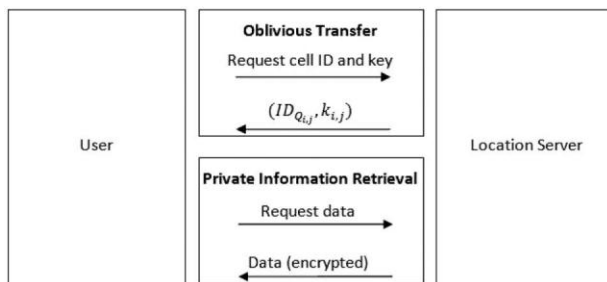 Oblivious Transfer
Request cell ID and key
(ID_{Q_{i,j}}, k_{i,j})
User
Location Server
Private Information Retrieval
Request data
Data (encrypted)